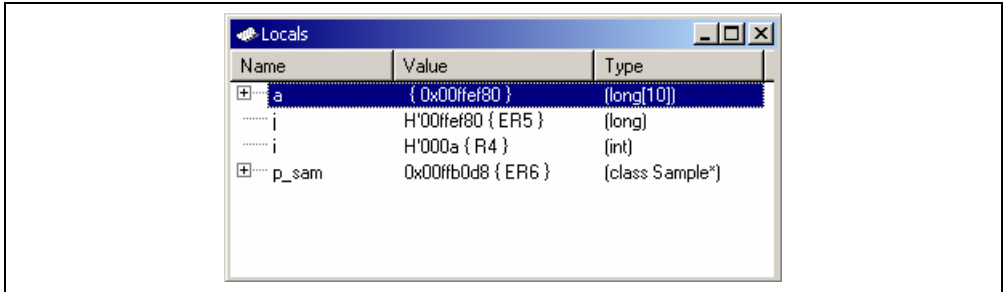 Locals
Name Value Type
a { 0x00ffef80 } (long[10])
j H'00ffef80 { ER5 } (long)
i H'000a { R4 } (int)
p_sam 0x00ffb0d8 { ER6 } (class Sample*)